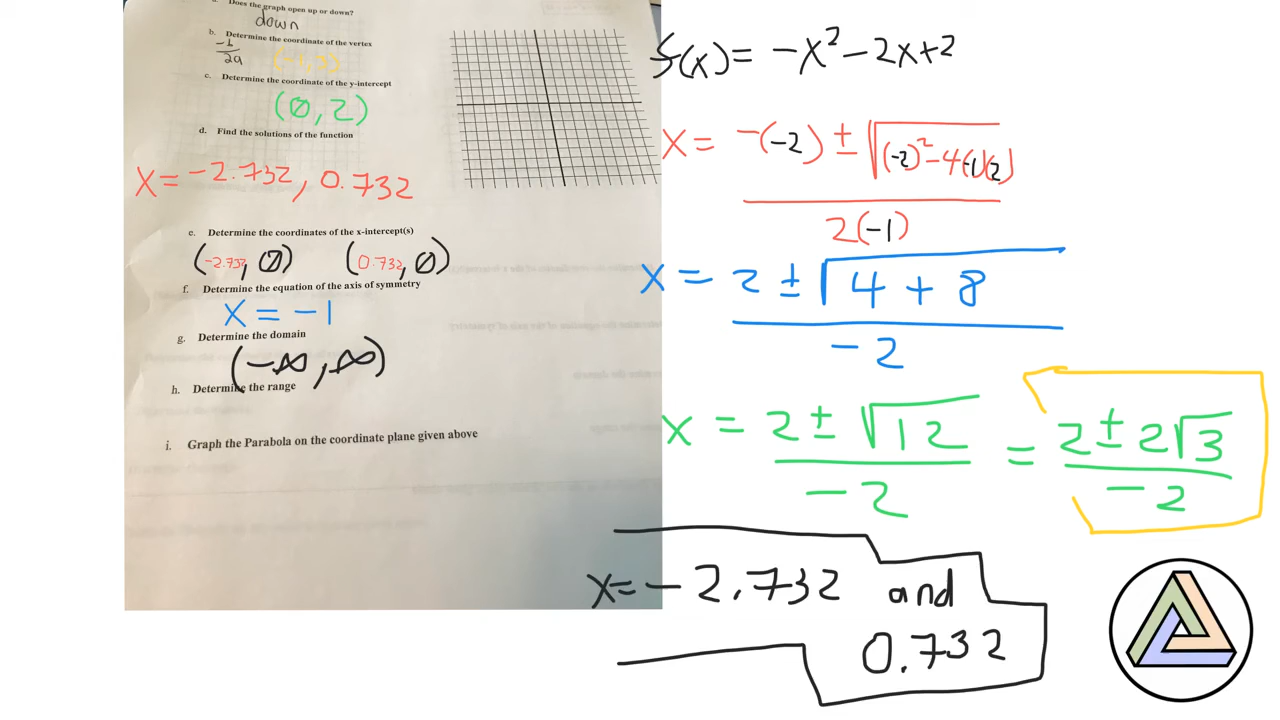 a. Does the graph open up or down?
down
b. Determine the coordinate of the vertex
-b/2a (-1, 3)
c. Determine the coordinate of the y-intercept
(0, 2)
d. Find the solutions of the function
x = -2.732, 0.732
e. Determine the coordinates of the x-intercept(s)
(-2.732, 0) (0.732, 0)
f. Determine the equation of the axis of symmetry
x = -1
g. Determine the domain
(-∞, ∞)
h. Determine the range
i. Graph the Parabola on the coordinate plane given above
f(x) = -x² - 2x + 2
x = -(-2) ± √(-2)² - 4(-1)(2)
2(-1)
x = 2 ± √4 + 8
-2
x = 2 ± √12 = 2 ± 2√3
-2 -2
x = -2.732 and
0.732